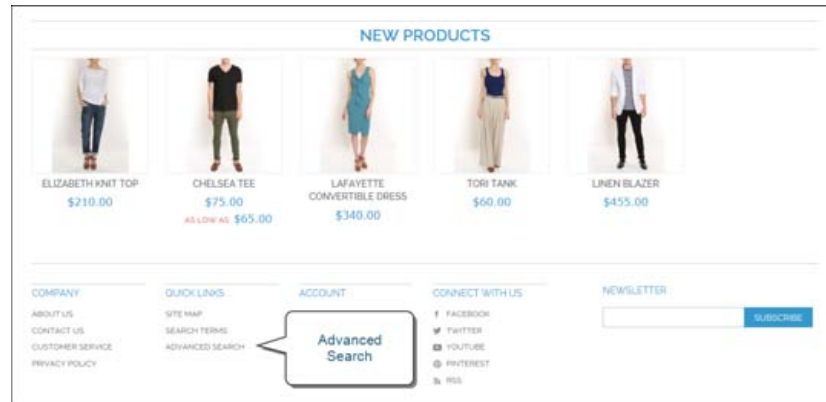 NEW PRODUCTS
ELIZABETH KNIT TOP
$210.00
CHELSEA TEE
$75.00
AS LOW AS $65.00
LAFAYETTE
CONVERTIBLE DRESS
$340.00
TORI TANK
$60.00
LINEN BLAZER
$455.00
COMPANY
ABOUT US
CONTACT US
CUSTOMER SERVICE
PRIVACY POLICY
QUICK LINKS
SITE MAP
SEARCH TERMS
ADVANCED SEARCH
ACCOUNT
Advanced
Search
CONNECT WITH US
FACEBOOK
TWITTER
YOUTUBE
PINTEREST
RSS
NEWSLETTER
SUBSCRIBE